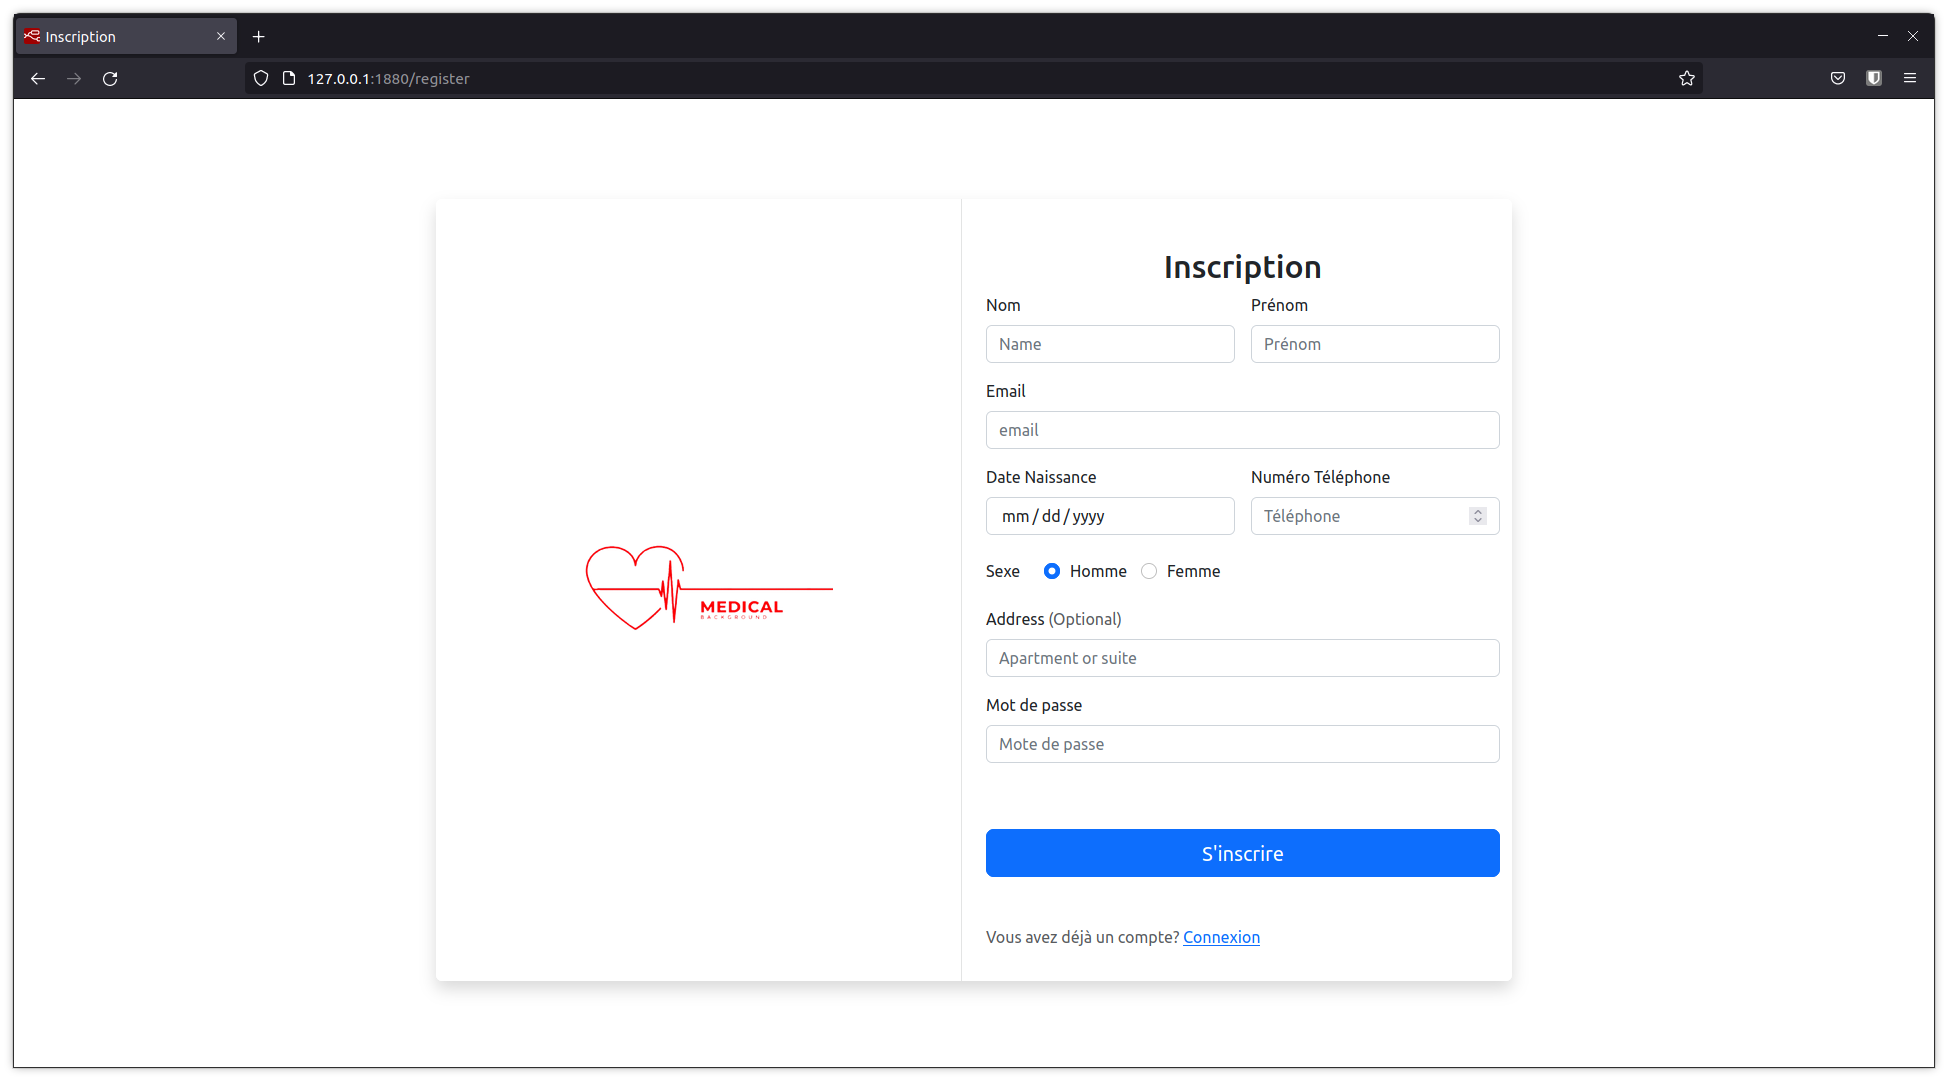 Inscription
127.0.0.1:1880/register
MEDICAL
BACKGROUND
Inscription
Nom Prénom
Name Prénom
Email
email
Date Naissance Numéro Téléphone
mm/dd/yyyy Téléphone
Sexe Homme Femme
Address (Optional)
Apartment or suite
Mot de passe
Mote de passe
S'inscrire
Vous avez déjà un compte? Connexion